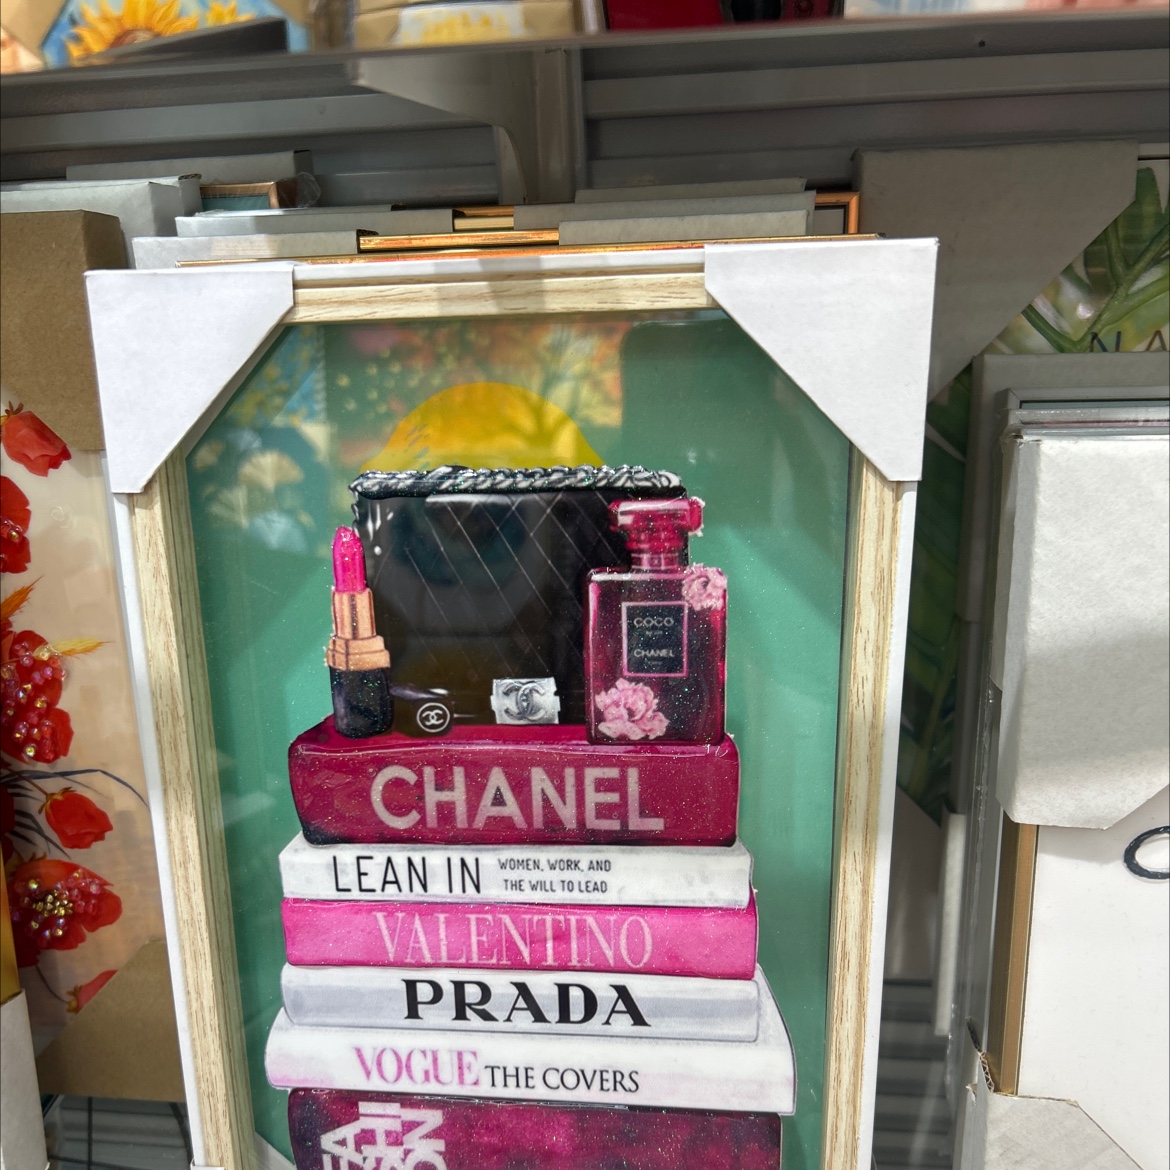 COCO
CHANEL
CHANEL
LEAN IN WOMEN, WORK, AND
THE WILL TO LEAD
VALENTINO
PRADA
VOGUE THE COVERS